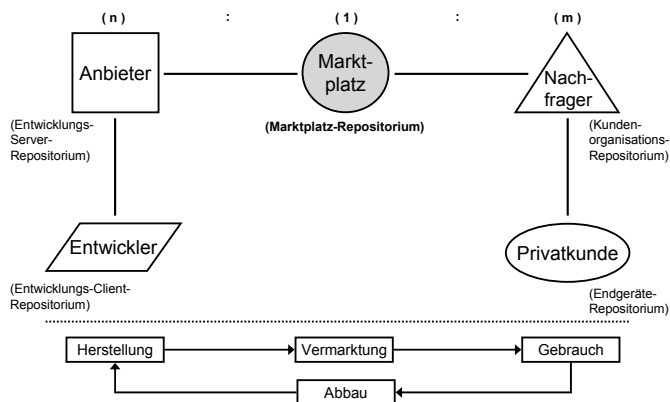 ( n ) : ( 1 ) : ( m )
Anbieter
Markt-
platz
Nach-
frager
(Entwicklungs-
Server-
Repositorium)
(Marktplatz-Repositorium)
(Kunden-
organisations-
Repositorium)
Entwickler
Privatkunde
(Entwicklungs-Client-
Repositorium)
(Endgeräte-
Repositorium)
Herstellung
Vermarktung
Gebrauch
Abbau